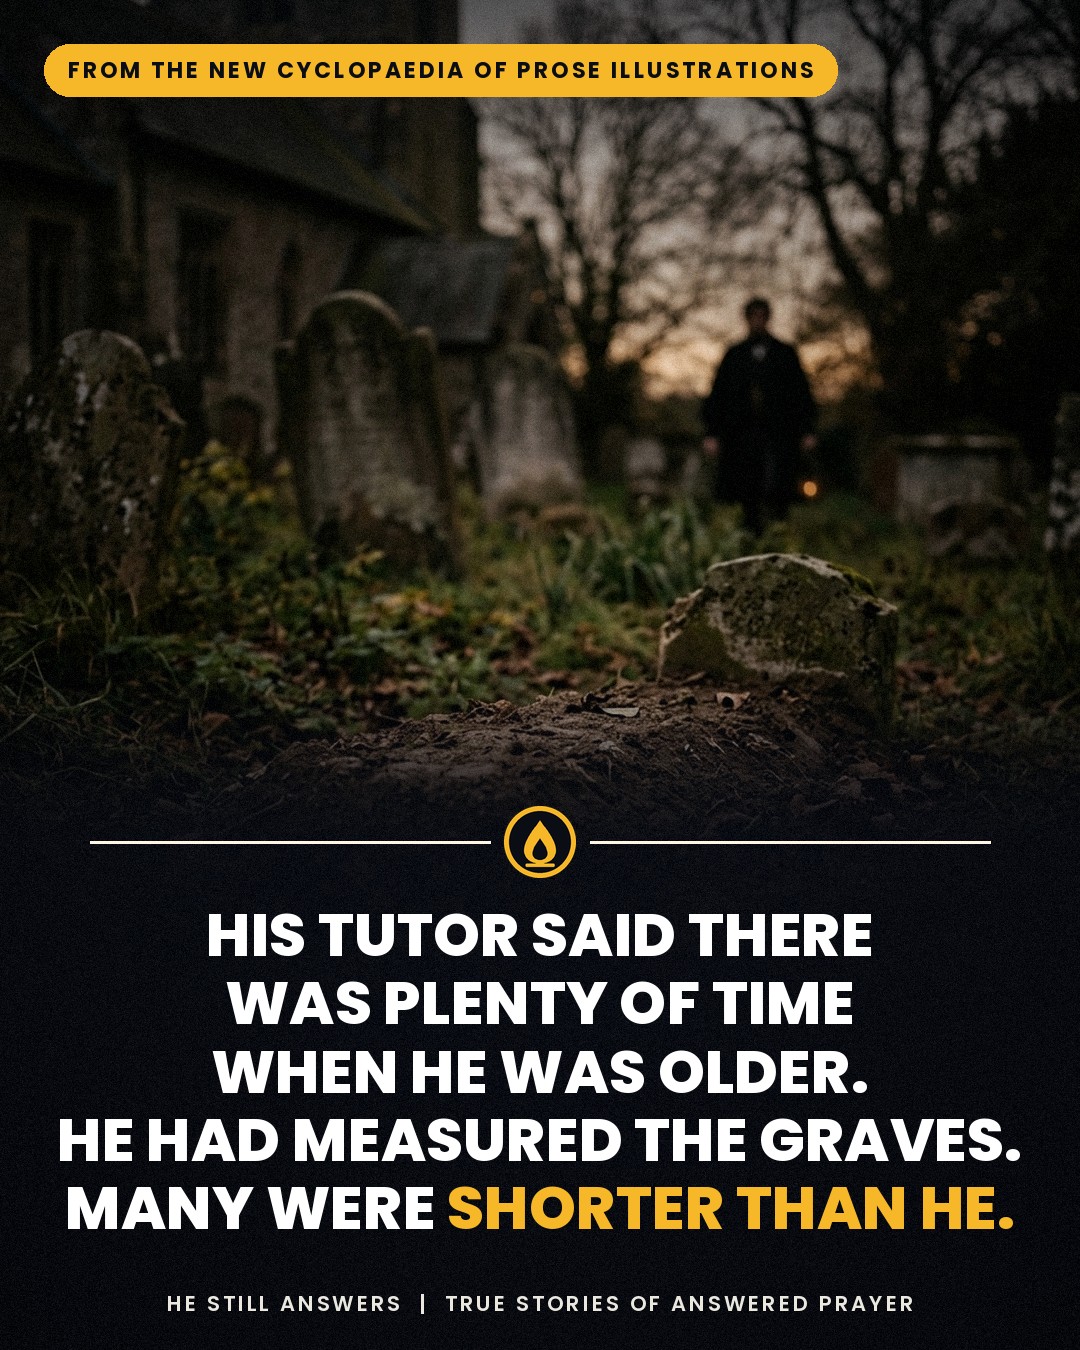 FROM THE NEW CYCLOPAEDIA OF PROSE ILLUSTRATIONS
HIS TUTOR SAID THERE
WAS PLENTY OF TIME
WHEN HE WAS OLDER.
HE HAD MEASURED THE GRAVES.
MANY WERE SHORTER THAN HE.
HE STILL ANSWERS | TRUE STORIES OF ANSWERED PRAYER